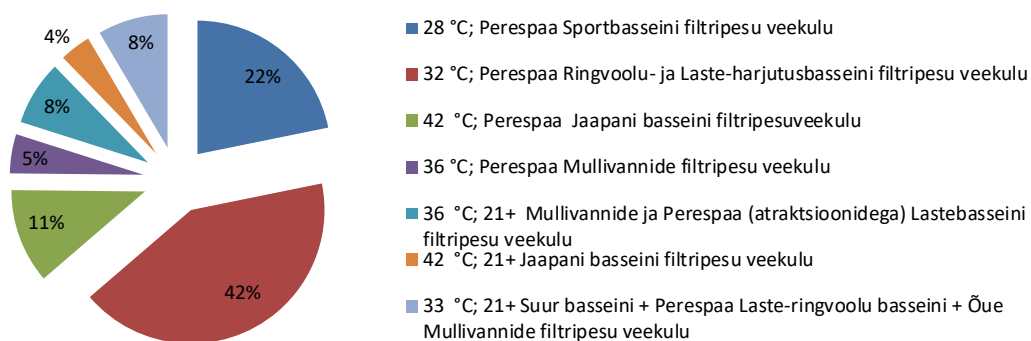 4%
8%
22%
8%
5%
11%
42%
28 °C; Perespaa Sportbasseini filtripesu veekulu
32 °C; Perespaa Ringvoolu- ja Laste-harjutusbasseini filtripesu veekulu
42 °C; Perespaa Jaapani basseini filtripesuveekulu
36 °C; Perespaa Mullivannide filtripesu veekulu
36 °C; 21+ Mullivannide ja Perespaa (atraktsioonidega) Lastebasseini
filtripesu veekulu
42 °C; 21+ Jaapani basseini filtripesu veekulu
33 °C; 21+ Suur basseini + Perespaa Laste-ringvoolu basseini + Õue
Mullivannide filtripesu veekulu